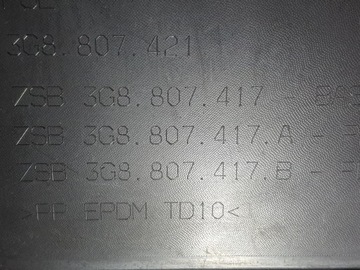 3G8.807.421
ZSB 3G8.807.417 -
ZSB 3G8.807.417.A -
ZSB 3G8.807.417.B -
>PP EPDM TD10<